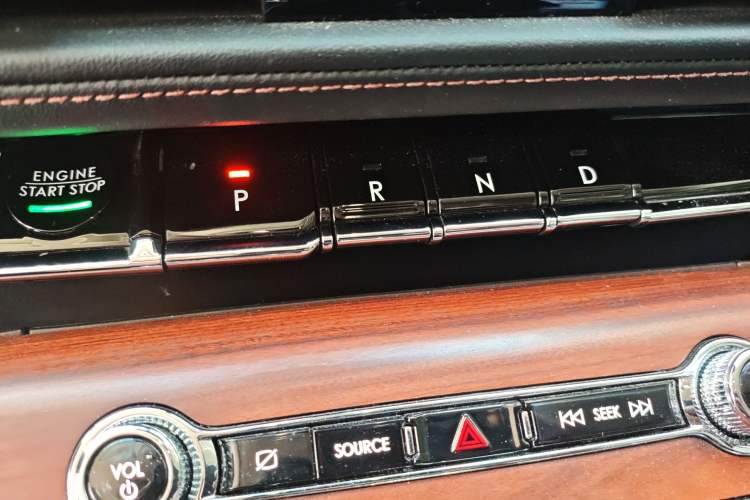 ENGINE
START STOP
P
R
N
D
VOL
SOURCE
SEEK